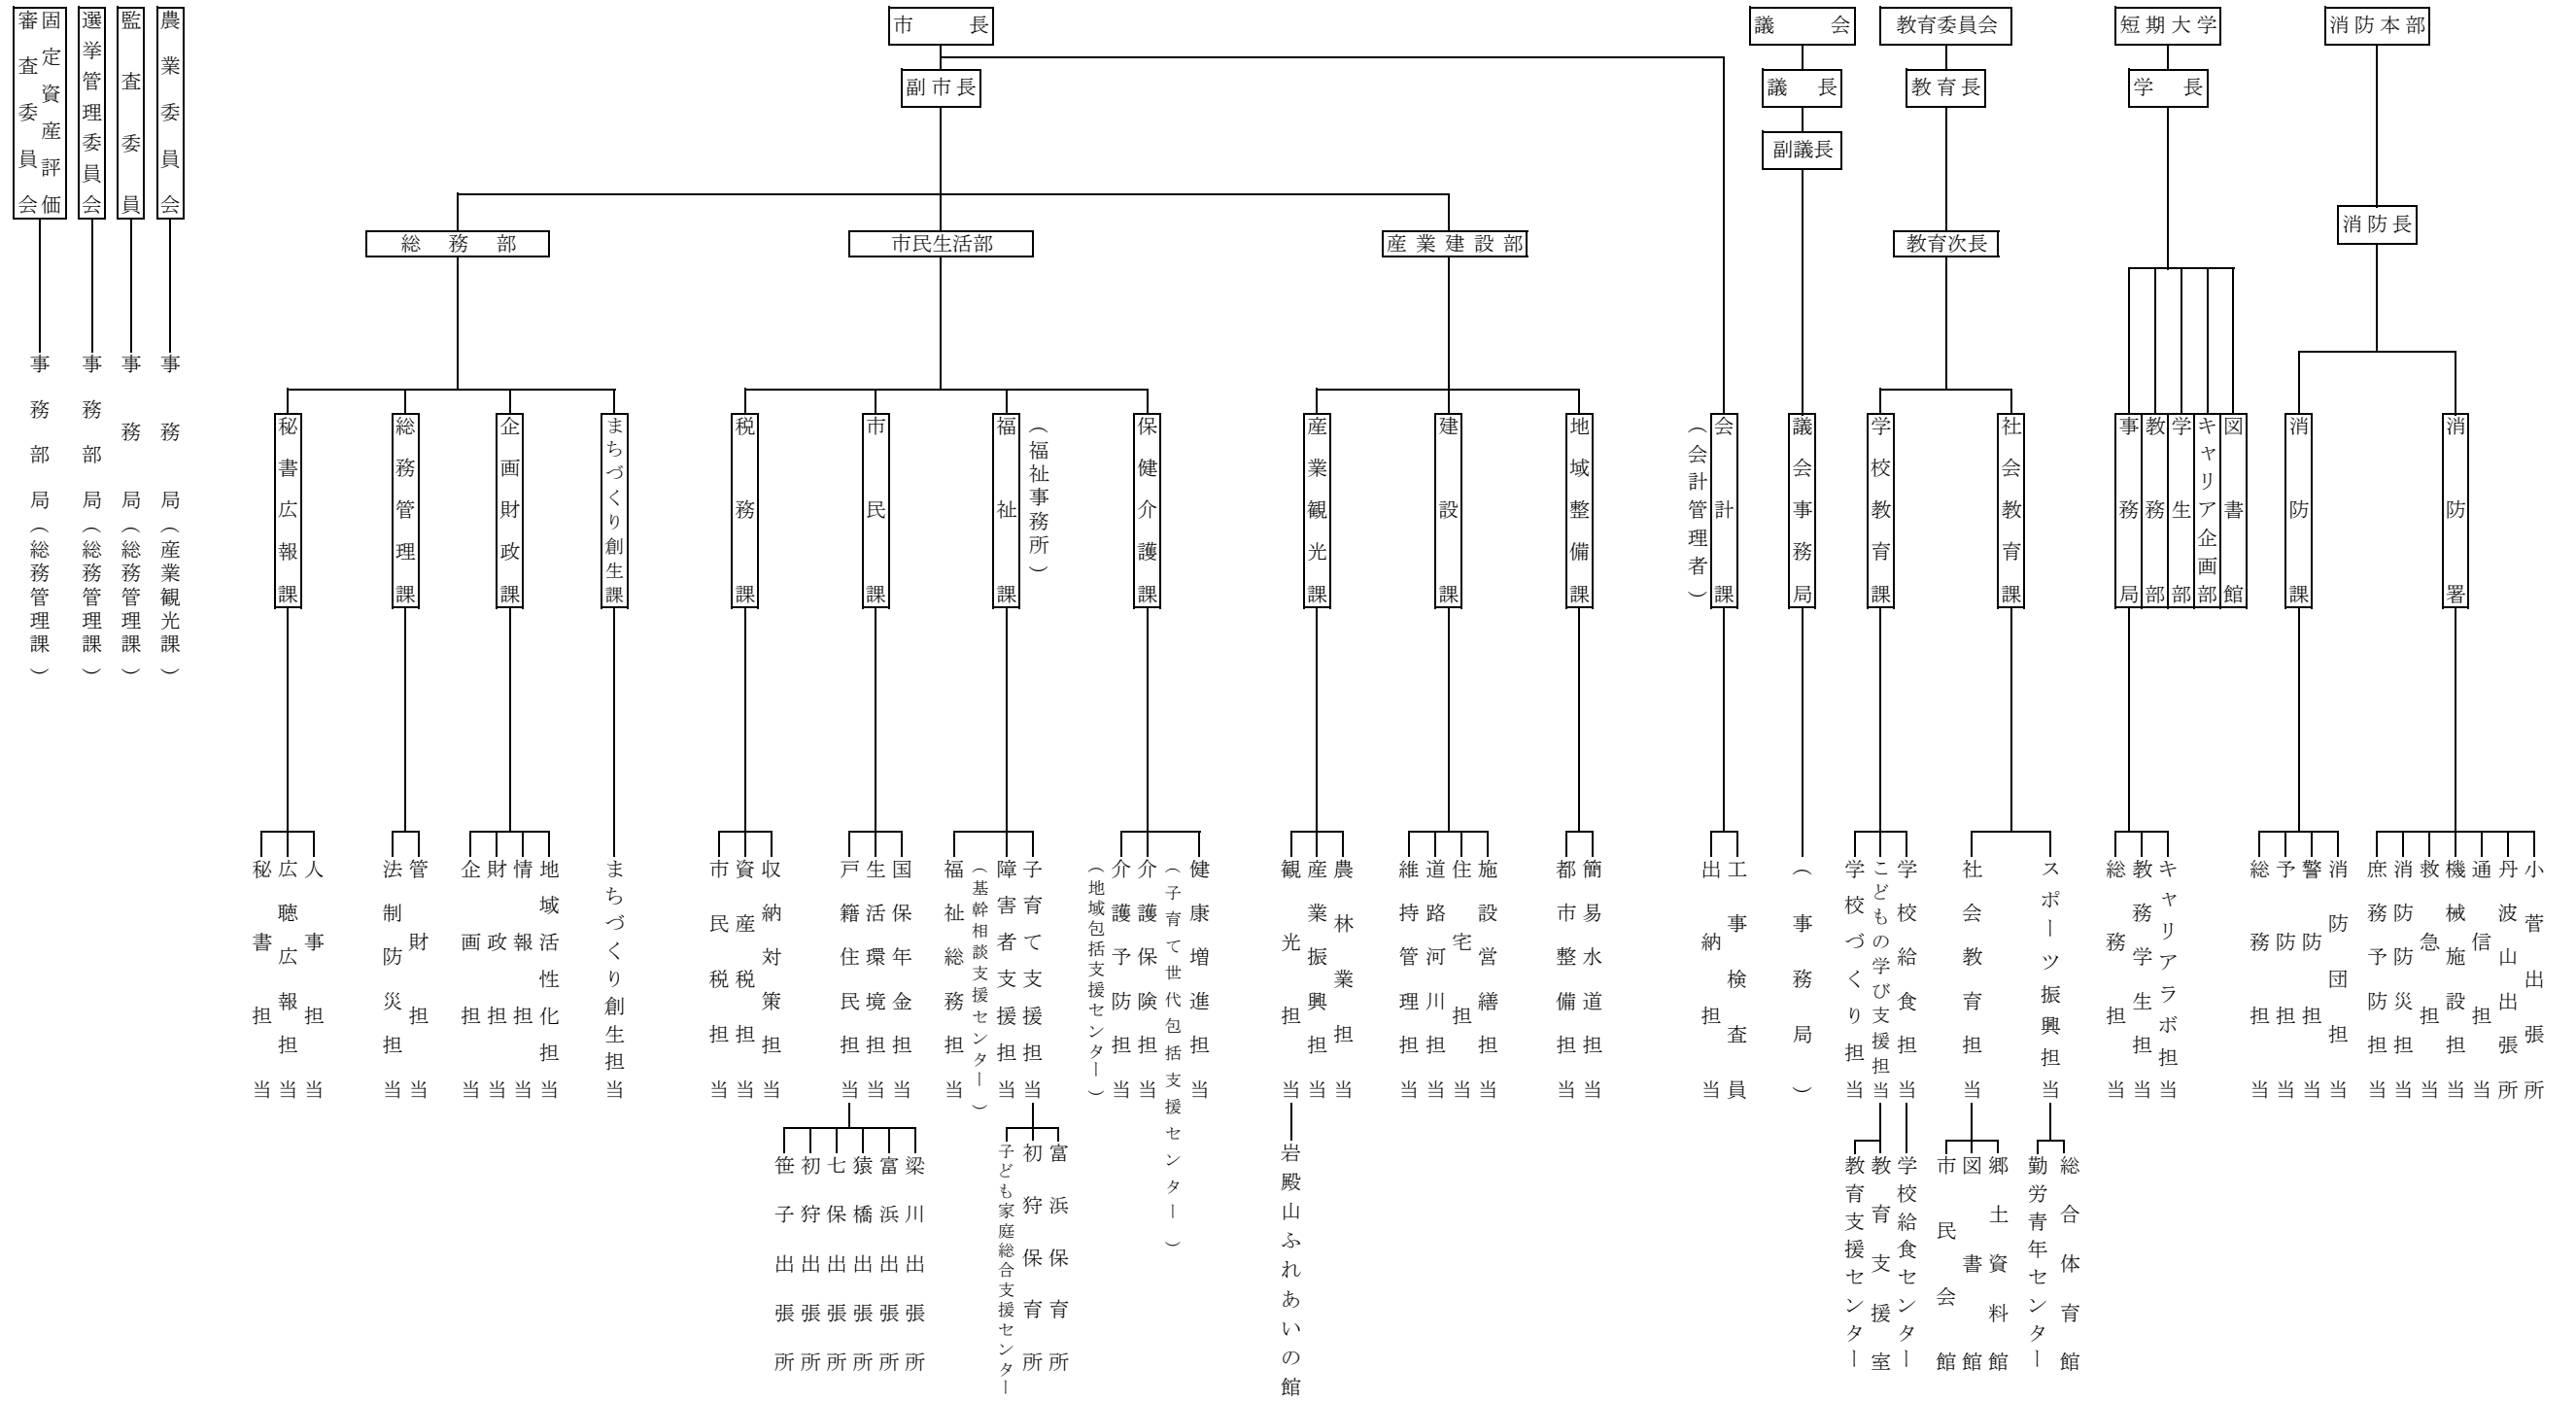 固定資産評価
審査委員会
選挙管理委員会
監査委員
農業委員会
市長
議会
教育委員会
短期大学
消防本部
副市長
議長
教育長
学長
副議長
消防長
総務部
市民生活部
産業建設部
教育次長
事務部局（総務管理課）
事務部局（総務管理課）
事務局（総務管理課）
事務局（産業観光課）
秘書広報課
総務管理課
企画財政課
まちづくり創生課
税務課
市民課
福祉課
（福祉事務所）
保健介護課
産業観光課
建設課
地域整備課
（会計管理者）
会計課
議会事務局
学校教育課
社会教育課
事務局
教務部
学生部
キャリア企画部
図書館
消防課
消防署
秘書担当
広聴広報担当
人事担当
法制防災担当
管財担当
企画担当
財政担当
情報担当
地域活性化担当
まちづくり創生担当
市民税担当
資産税担当
収納対策担当
戸籍住民担当
生活環境担当
国保年金担当
福祉総務担当
（基幹相談支援センター）
障害者支援担当
子育て支援担当
（地域包括支援センター）
介護予防担当
介護保険担当
（子育て世代包括支援センター）
健康増進担当
観光担当
産業振興担当
農林業担当
維持管理担当
道路河川担当
住宅担当
施設営繕担当
都市整備担当
簡易水道担当
出納担当
工事検査員
（事務局）
学校づくり担当
こどもの学び支援担当
学校給食担当
社会教育担当
スポーツ振興担当
総務担当
教務学生担当
キャリアラボ担当
総務担当
予防担当
警防担当
消防団担当
庶務予防担当
消防防災担当
救急担当
機械施設担当
通信担当
丹波山出張所
小菅出張所
笹子出張所
初狩出張所
七保出張所
猿橋出張所
富浜出張所
梁川出張所
子ども家庭総合支援センター
初狩保育所
富浜保育所
岩殿山ふれあいの館
教育支援センター
教育支援室
学校給食センター
市民会館
図書館
郷土資料館
勤労青年センター
総合体育館